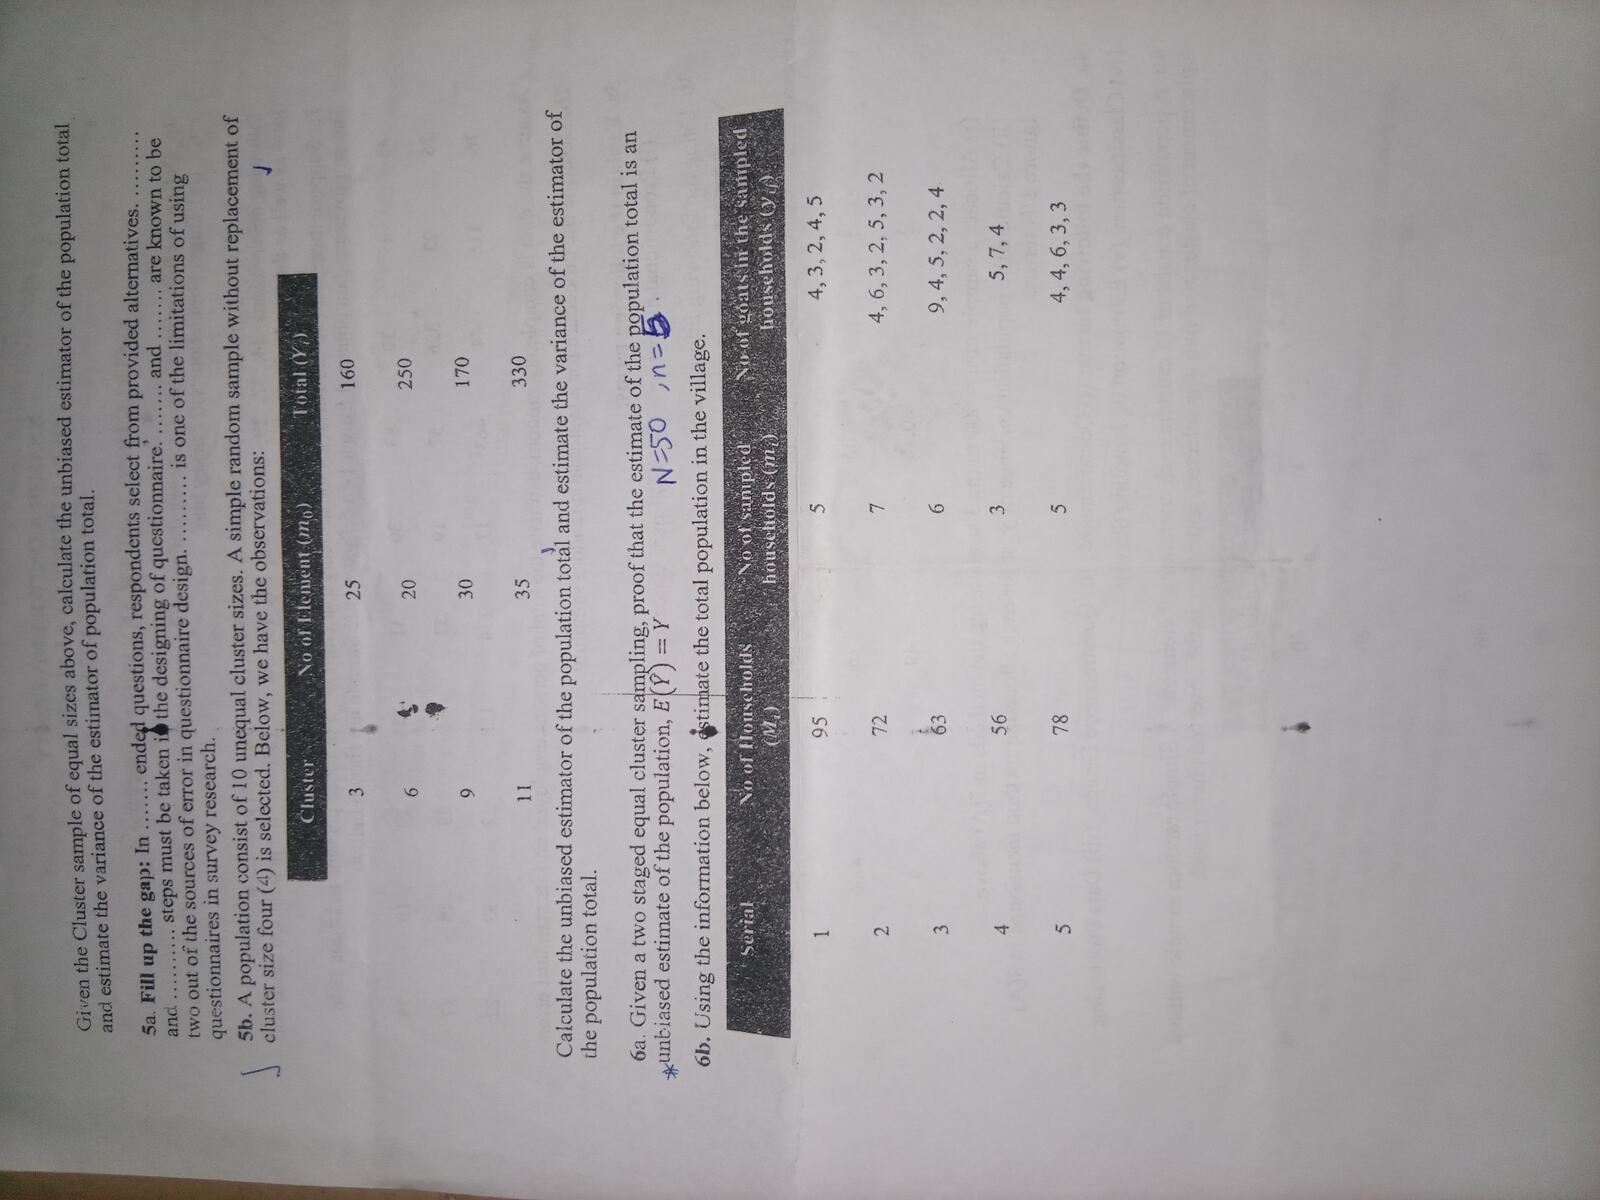 Given the Cluster sample of equal sizes above, calculate the unbiased estimator of the population total
and estimate the variance of the estimator of population total.
5a. Fill up the gap: In ....... ended questions, respondents select from provided alternatives. .........
and .......... steps must be taken in the designing of questionnaire. ....... and ....... are known to be
two out of the sources of error in questionnaire design. ......... is one of the limitations of using
questionnaires in survey research.
5b. A population consist of 10 unequal cluster sizes. A simple random sample without replacement of
cluster size four (4) is selected. Below, we have the observations:
Cluster No of Element (m₀) Total (Yᵢ)
3 25 160
6 20 250
9 30 170
11 35 330
Calculate the unbiased estimator of the population total and estimate the variance of the estimator of
the population total.
6a. Given a two staged equal cluster sampling, proof that the estimate of the population total is an
*unbiased estimate of the population, E(Ŷ) = Y N=50, n=5.
6b. Using the information below, estimate the total population in the village.
Serial No of Households (Mᵢ) No of sampled households (mᵢ) No of goats in the sampled households (yᵢⱼ)
1 95 5 4, 3, 2, 4, 5
2 72 7 4, 6, 3, 2, 5, 3, 2
3 63 6 9, 4, 5, 2, 2, 4
4 56 3 5, 7, 4
5 78 5 4, 4, 6, 3, 3